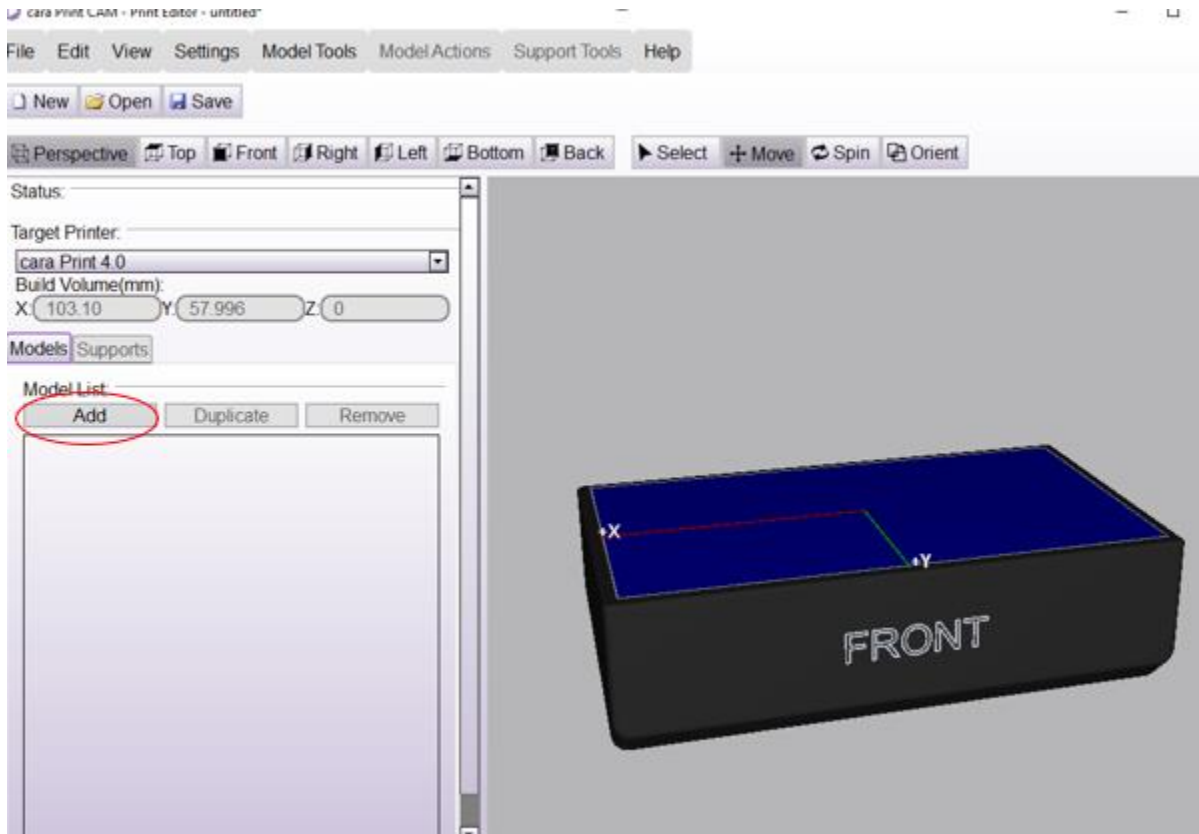 cara Print CAM - Print Editor - untitled*
File Edit View Settings Model Tools Model Actions Support Tools Help
New Open Save
Perspective Top Front Right Left Bottom Back Select Move Spin Orient
Status:
Target Printer:
cara Print 4.0
Build Volume(mm):
X: 103.10 Y: 57.996 Z: 0
Models Supports
Model List:
Add Duplicate Remove
+X
+Y
FRONT